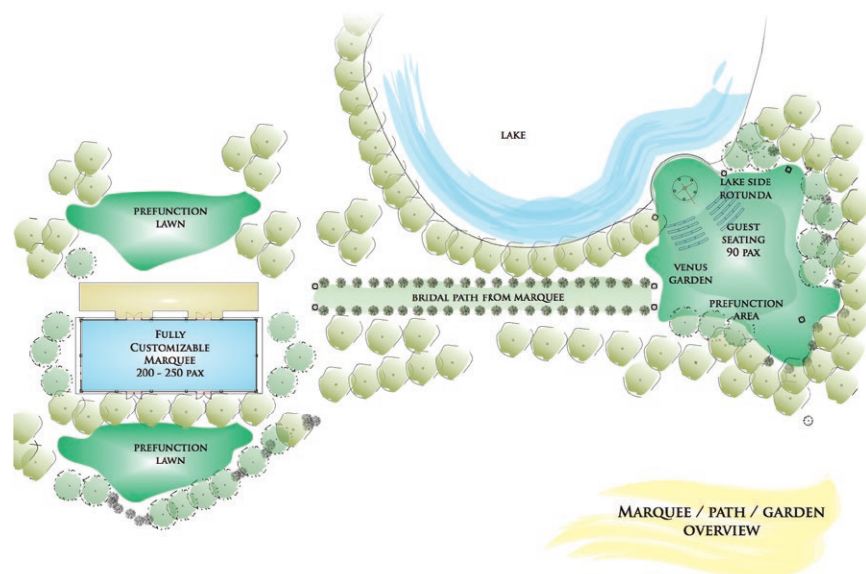 LAKE
LAKE SIDE
ROTUNDA
GUEST
SEATING
90 PAX
VENUS
GARDEN
PREFUNCTION
AREA
PREFUNCTION
LAWN
BRIDAL PATH FROM MARQUEE
FULLY
CUSTOMIZABLE
MARQUEE
200 - 250 PAX
PREFUNCTION
LAWN
MARQUEE / PATH / GARDEN
OVERVIEW